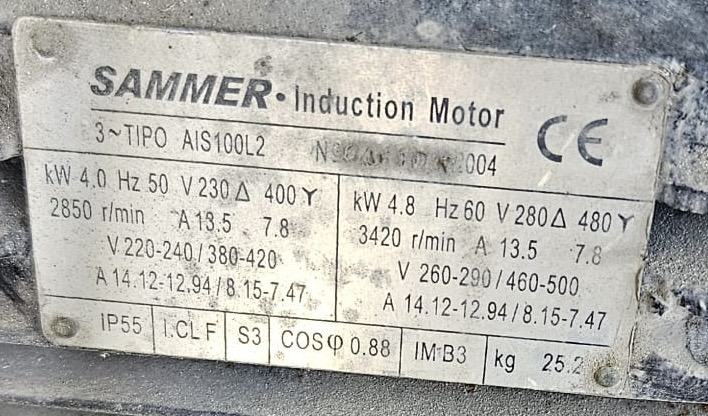 SAMMER • Induction Motor
3~TIPO AIS100L2 2004
CE
kW 4.0 Hz 50 V 230 Δ 400 Y
2850 r/min A 13.5 7.8
V 220-240 / 380-420
A 14.12-12.94 / 8.15-7.47
kW 4.8 Hz 60 V 280 Δ 480 Y
3420 r/min A 13.5 7.8
V 260-290 / 460-500
A 14.12-12.94 / 8.15-7.47
IP55 I.CL F S3 COSφ 0.88 IM B3 kg 25.2